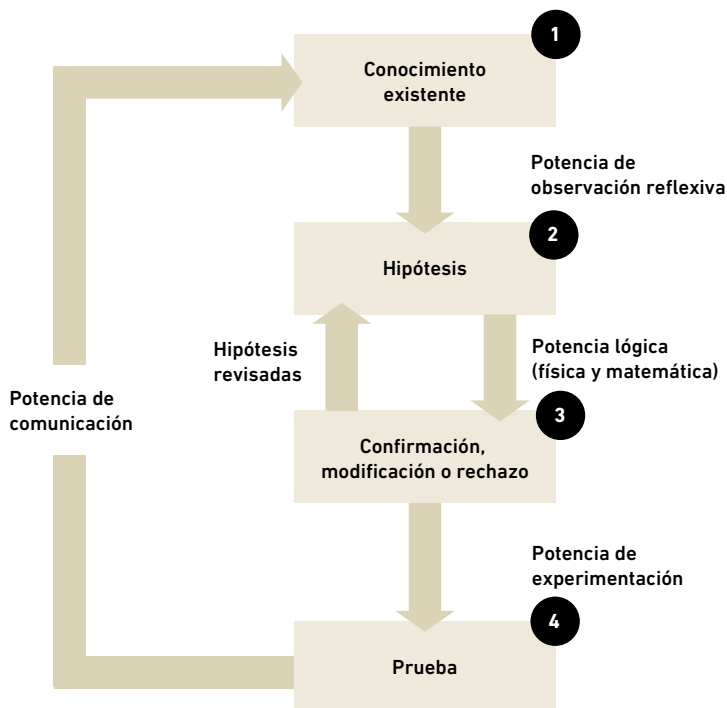 1
Conocimiento
existente
Potencia de
observación reflexiva
2
Hipótesis
Hipótesis
revisadas
Potencia lógica
(física y matemática)
Potencia de
comunicación
3
Confirmación,
modificación o rechazo
Potencia de
experimentación
4
Prueba